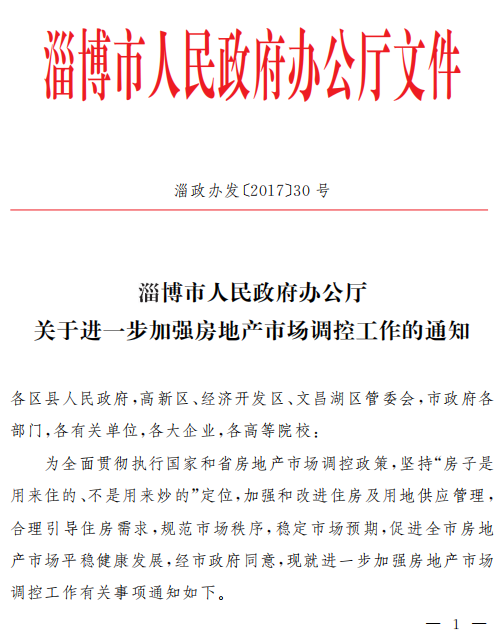 淄博市人民政府办公厅文件
淄政办发〔2017〕30 号
淄博市人民政府办公厅
关于进一步加强房地产市场调控工作的通知
各区县人民政府,高新区、经济开发区、文昌湖区管委会,市政府各
部门,各有关单位,各大企业,各高等院校:
为全面贯彻执行国家和省房地产市场调控政策,坚持“房子是
用来住的、不是用来炒的”定位,加强和改进住房及用地供应管理,
合理引导住房需求,规范市场秩序,稳定市场预期,促进全市房地
产市场平稳健康发展,经市政府同意,现就进一步加强房地产市场
调控工作有关事项通知如下。
— 1 —